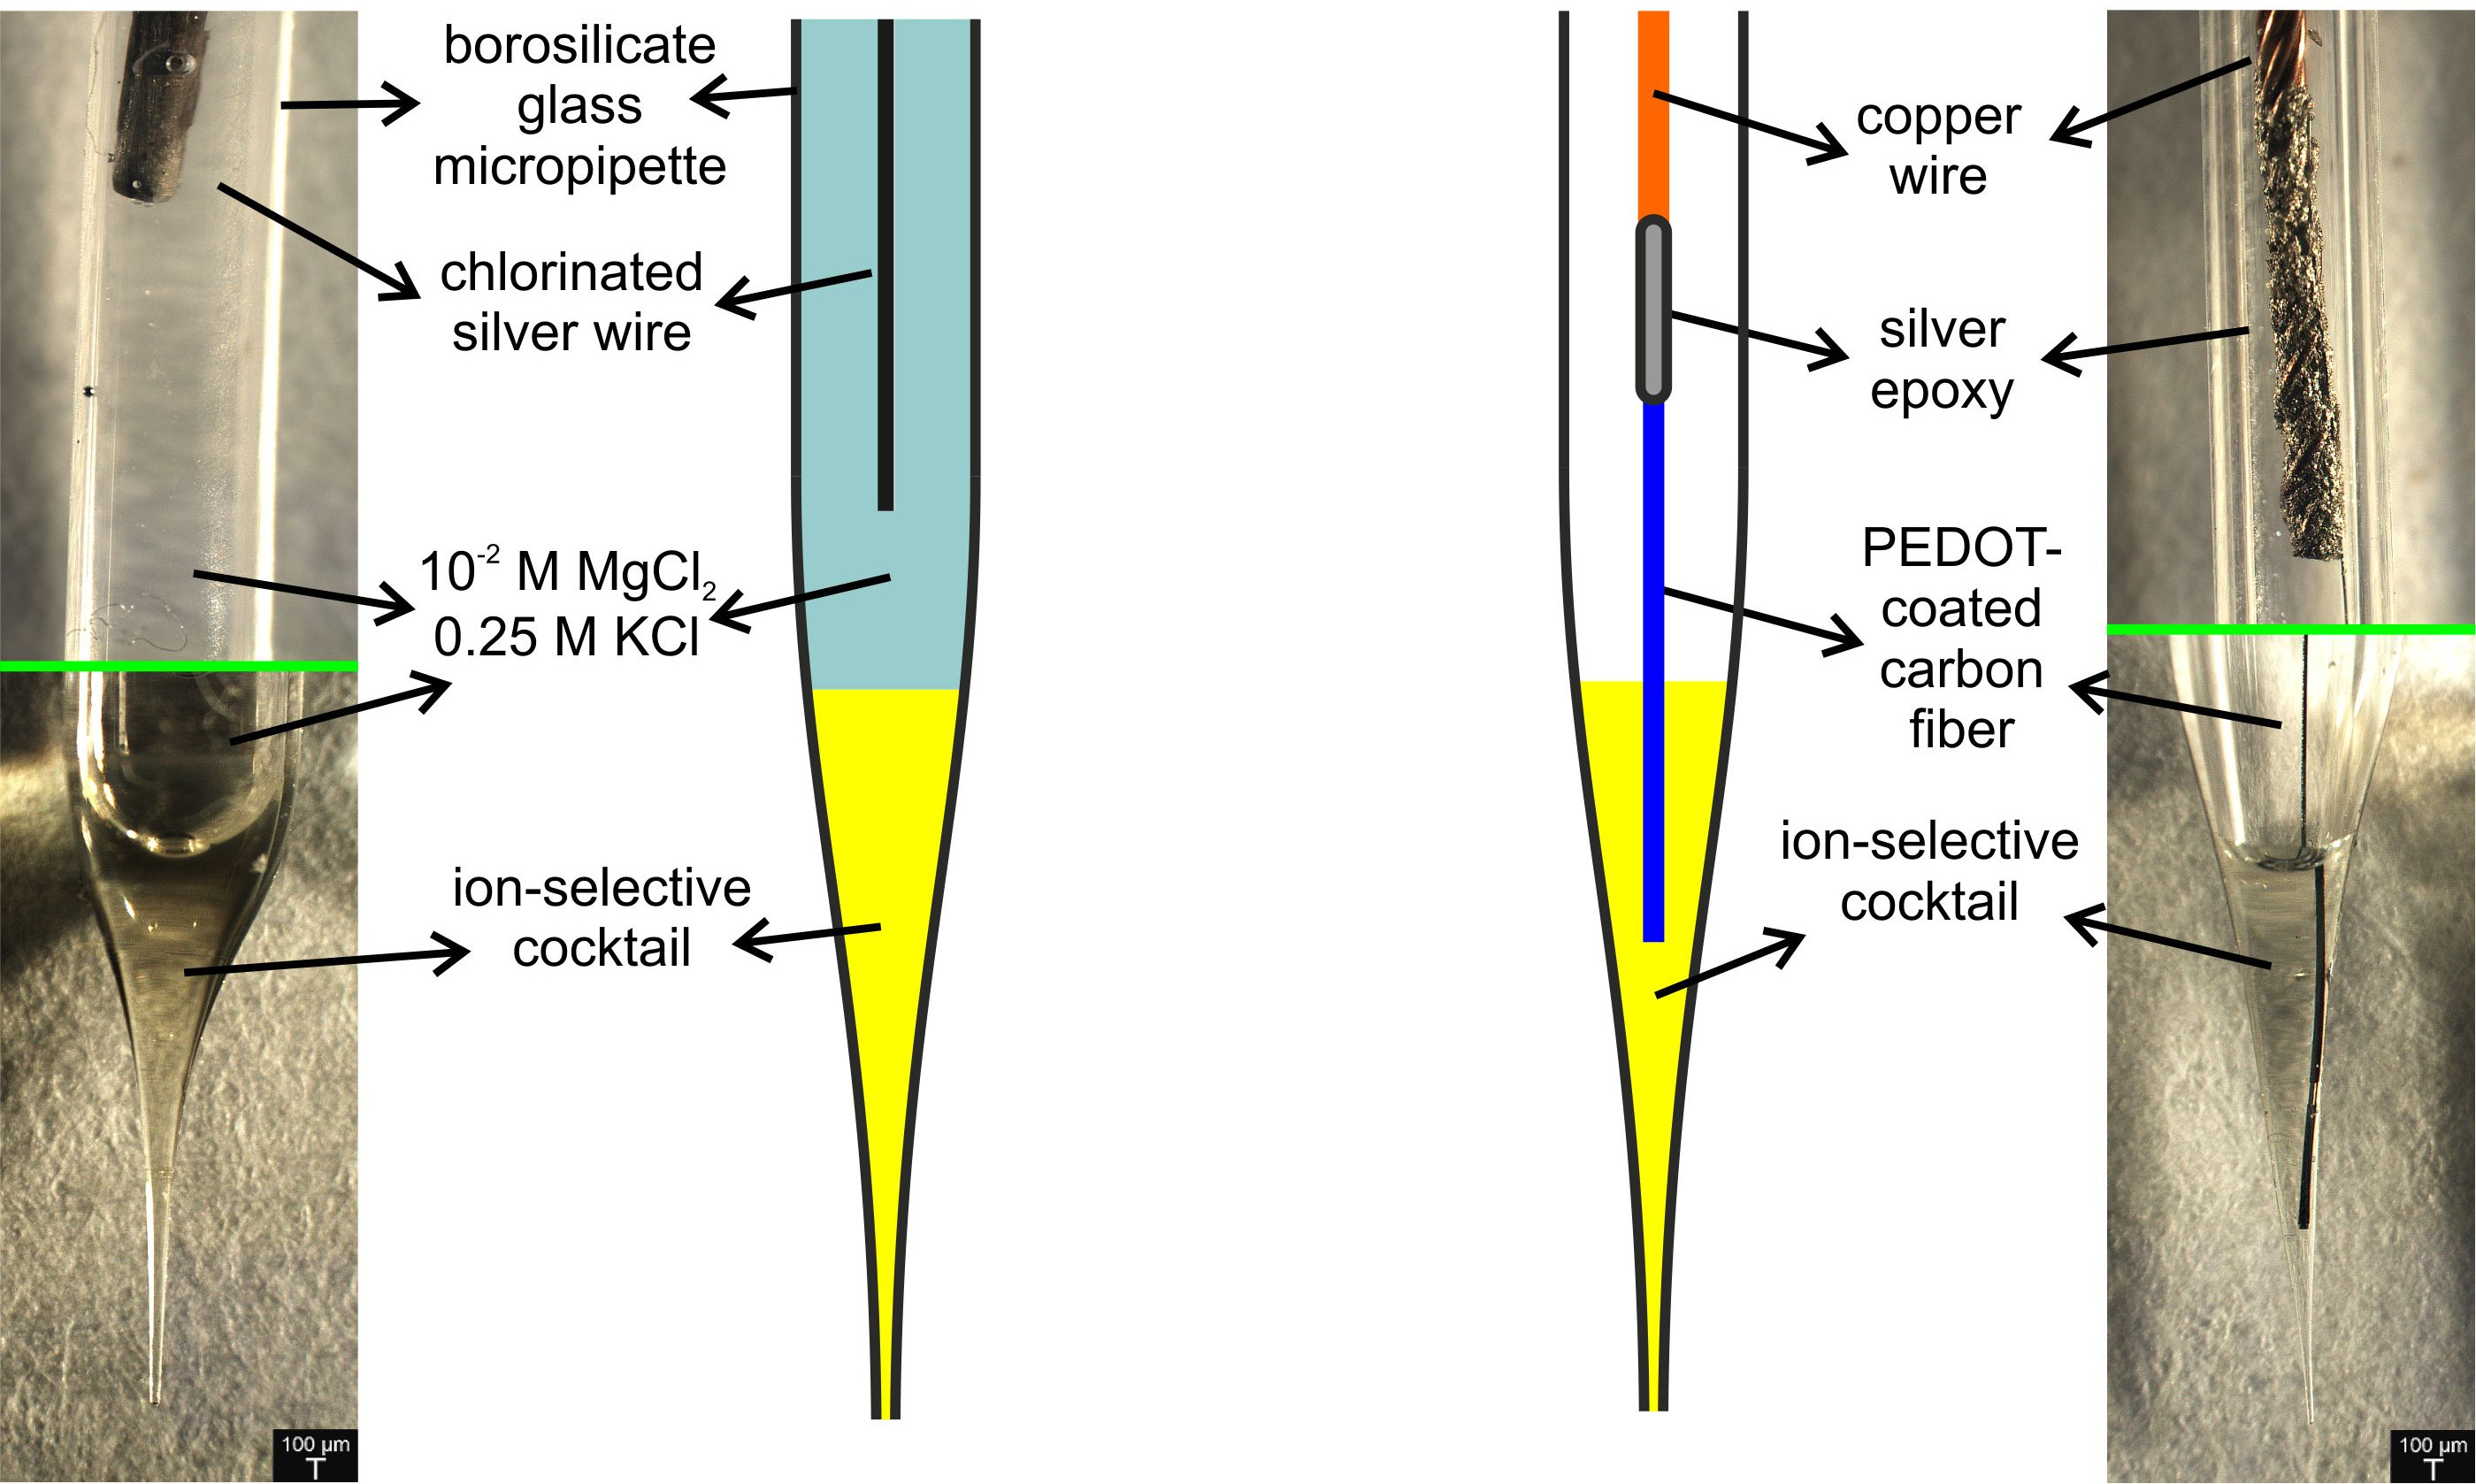 borosilicate
glass
micropipette
chlorinated
silver wire
10⁻² M MgCl₂
0.25 M KCl
ion-selective
cocktail
copper
wire
silver
epoxy
PEDOT-
coated
carbon
fiber
ion-selective
cocktail
100 µm
100 µm